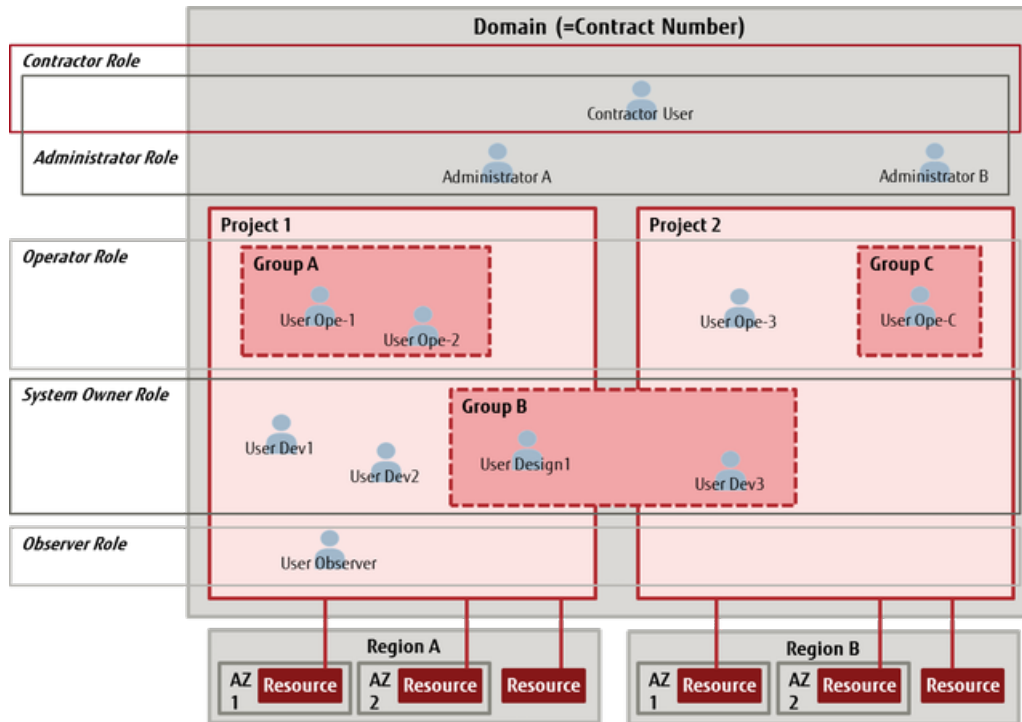 Domain (=Contract Number)
Contractor Role
Contractor User
Administrator Role
Administrator A
Administrator B
Project 1
Project 2
Operator Role
Group A
Group C
User Ope-1
User Ope-2
User Ope-3
User Ope-C
System Owner Role
Group B
User Dev1
User Dev2
User Design1
User Dev3
Observer Role
User Observer
Region A
Region B
AZ
1
Resource
AZ
2
Resource
Resource
AZ
1
Resource
AZ
2
Resource
Resource